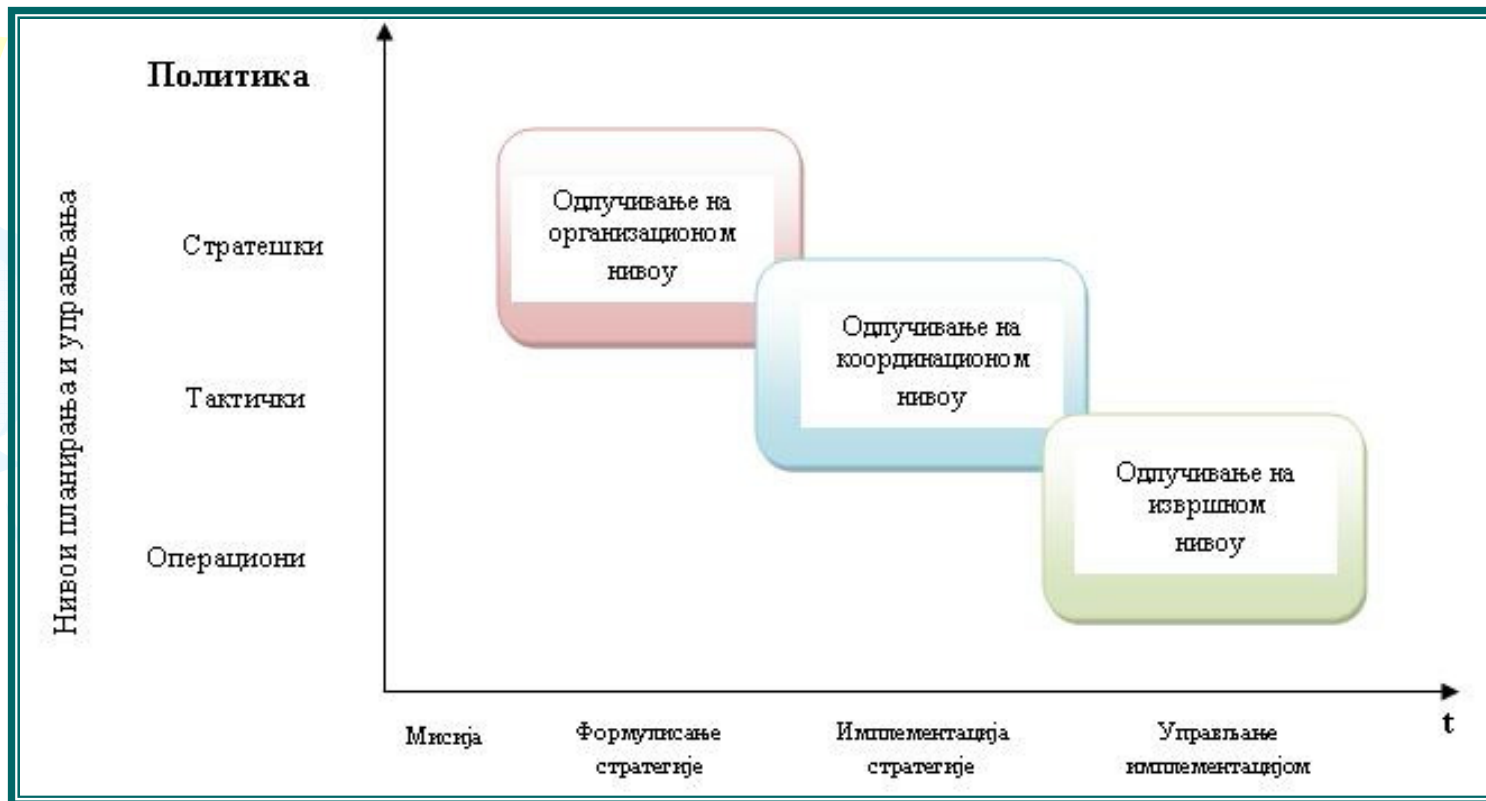 Политика
Нивои планирања и управљања
Стратешки
Тактички
Операциони
Одлучивање на
организационом
нивоу
Одлучивање на
координационом
нивоу
Одлучивање на
извршном
нивоу
t
Мисија
Формулисање
стратегије
Имплементација
стратегије
Управљање
имплементацијом